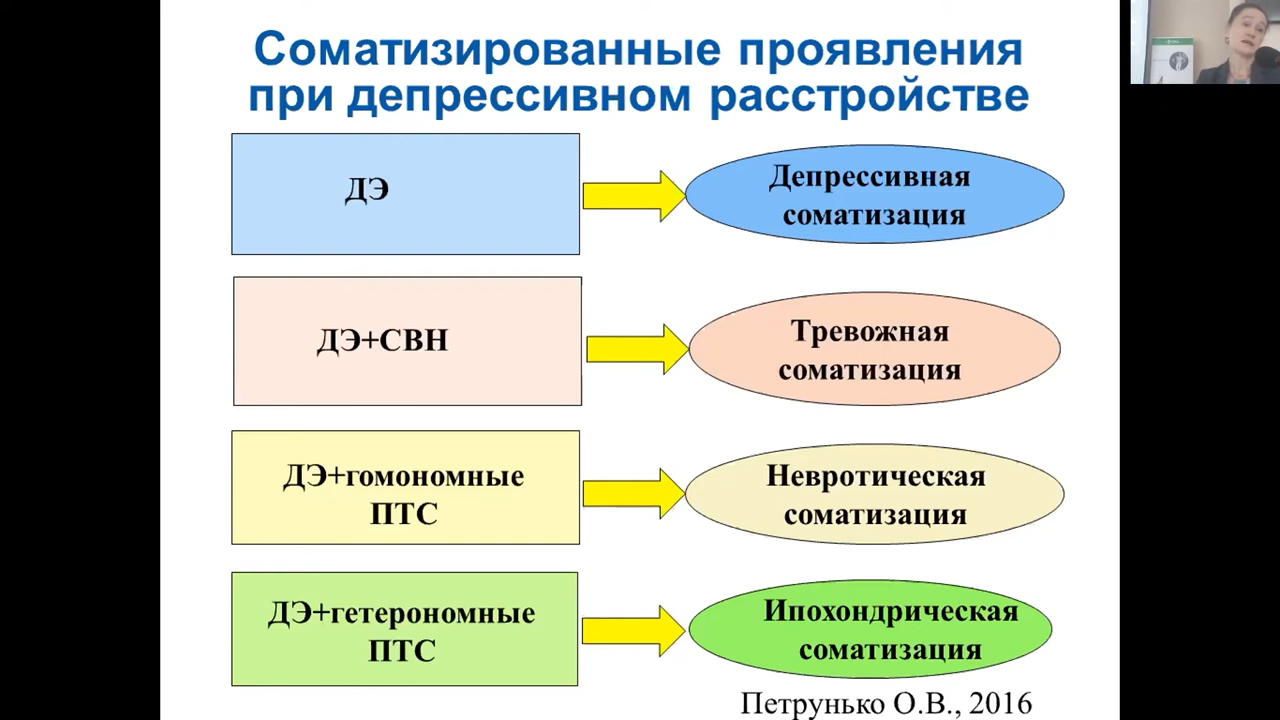 Соматизированные проявления
при депрессивном расстройстве
ДЭ
Депрессивная
соматизация
ДЭ+СВН
Тревожная
соматизация
ДЭ+гомономные
ПТС
Невротическая
соматизация
ДЭ+гетерономные
ПТС
Ипохондрическая
соматизация
Петрунько О.В., 2016